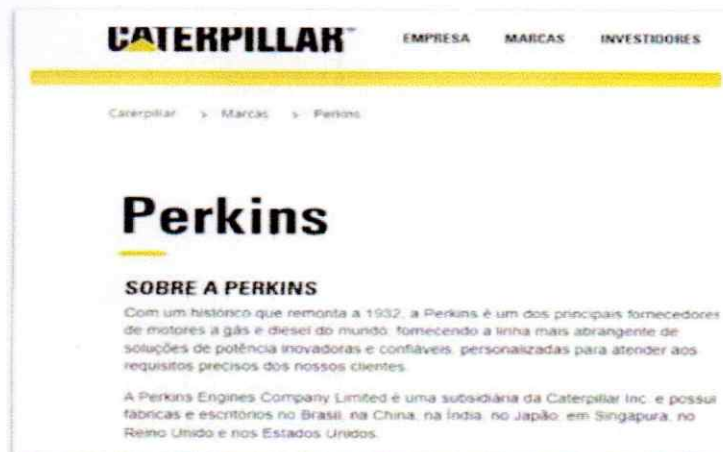 CATERPILLAR
EMPRESA MARCAS INVESTIDORES
Caterpillar > Marcas > Perkins
Perkins
SOBRE A PERKINS
Com um histórico que remonta a 1932, a Perkins é um dos principais fornecedores
de motores a gás e diesel do mundo, fornecendo a linha mais abrangente de
soluções de potência inovadoras e confiáveis, personalizadas para atender aos
requisitos precisos dos nossos clientes.
A Perkins Engines Company Limited é uma subsidiária da Caterpillar Inc. e possui
fábricas e escritórios no Brasil, na China, na Índia, no Japão, em Singapura, no
Reino Unido e nos Estados Unidos.